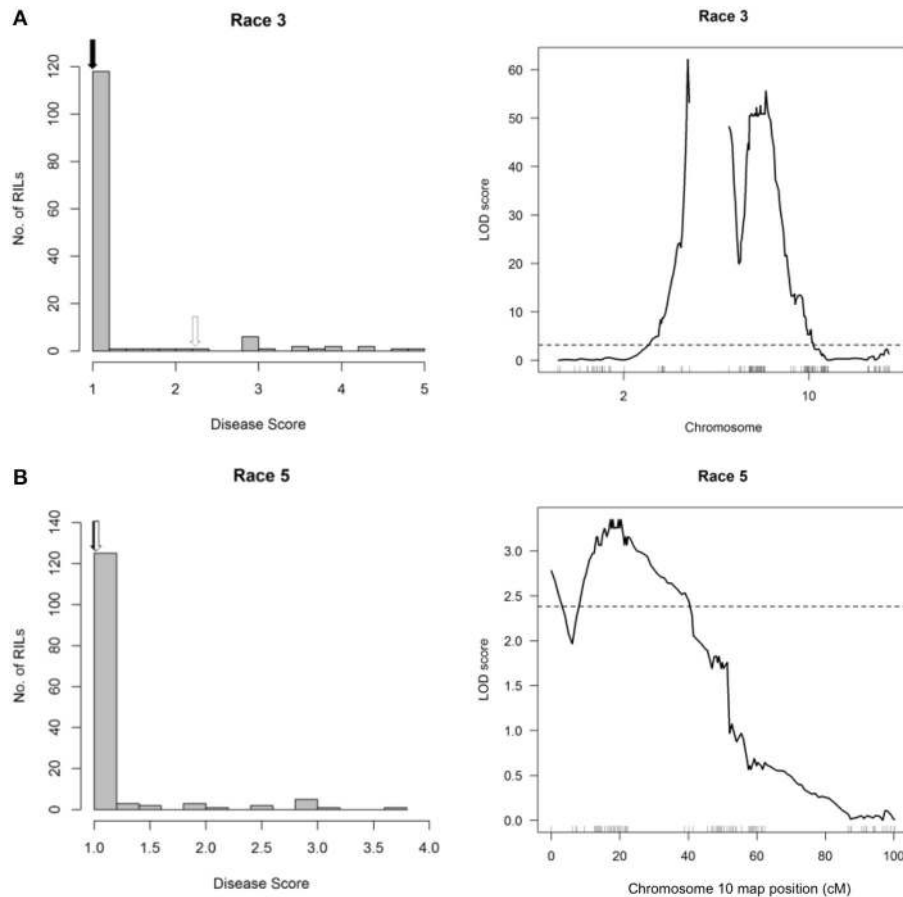 A
Race 3
No. of RILs
0
20
40
60
80
100
120
1 2 3 4 5
Disease Score
Race 3
LOD score
0
10
20
30
40
50
60
2 10
Chromosome
B
Race 5
No. of RILs
0
20
40
60
80
100
120
140
1.0 1.5 2.0 2.5 3.0 3.5 4.0
Disease Score
Race 5
LOD score
0.0
0.5
1.0
1.5
2.0
2.5
3.0
0 20 40 60 80 100
Chromosome 10 map position (cM)